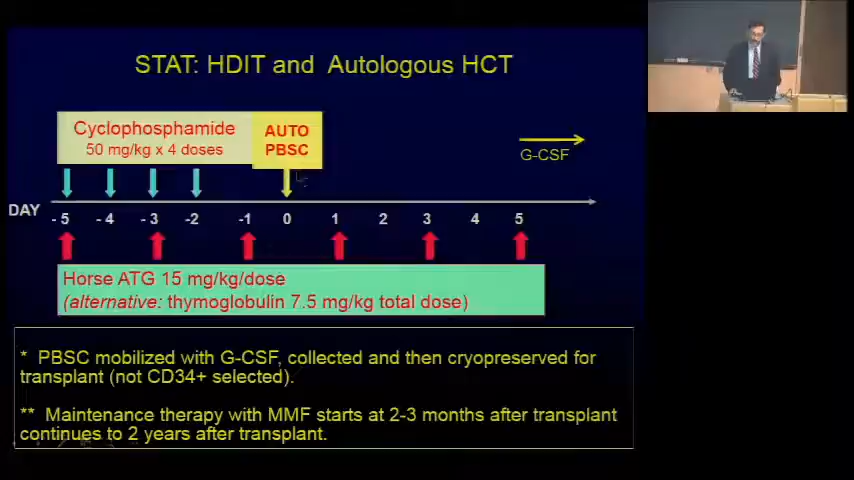 STAT: HDIT and Autologous HCT
Cyclophosphamide
50 mg/kg x 4 doses
AUTO
PBSC
G-CSF
DAY
- 5 - 4 - 3 -2 -1 0 1 2 3 4 5
Horse ATG 15 mg/kg/dose
(alternative: thymoglobulin 7.5 mg/kg total dose)
* PBSC mobilized with G-CSF, collected and then cryopreserved for
transplant (not CD34+ selected).
** Maintenance therapy with MMF starts at 2-3 months after transplant
continues to 2 years after transplant.